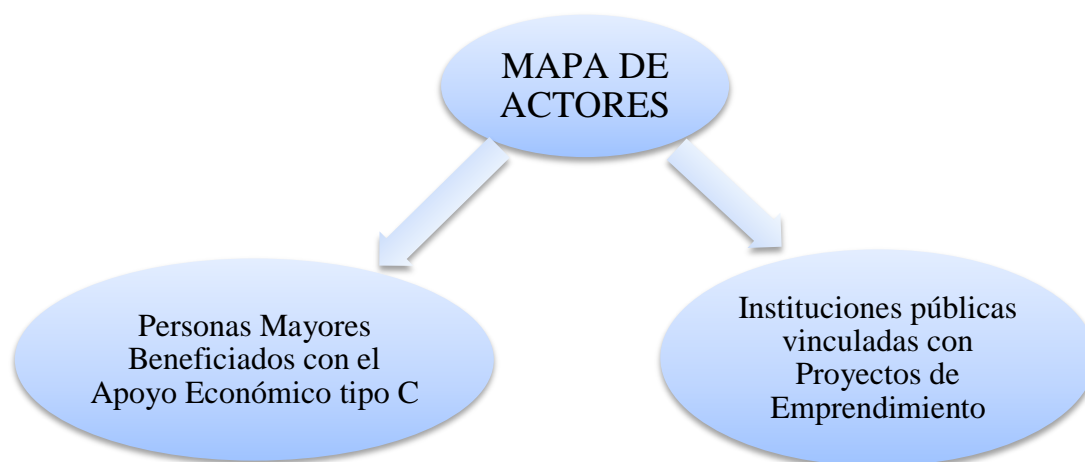 MAPA DE
ACTORES
Personas Mayores
Beneficiados con el
Apoyo Económico tipo C
Instituciones públicas
vinculadas con
Proyectos de
Emprendimiento